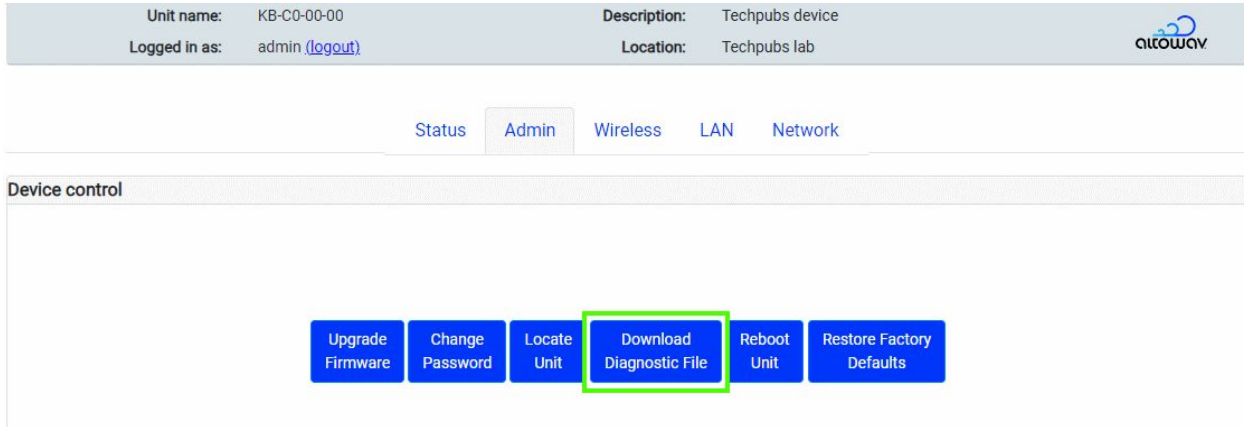 Unit name: KB-C0-00-00 Description: Techpubs device
Logged in as: admin (logout) Location: Techpubs lab
altowav
Status Admin Wireless LAN Network
Device control
Upgrade Change Locate Download Reboot Restore Factory
Firmware Password Unit Diagnostic File Unit Defaults